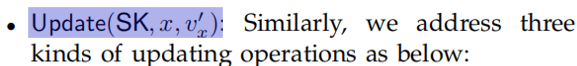 • Update(SK, x, v′ₓ): Similarly, we address three
kinds of updating operations as below: